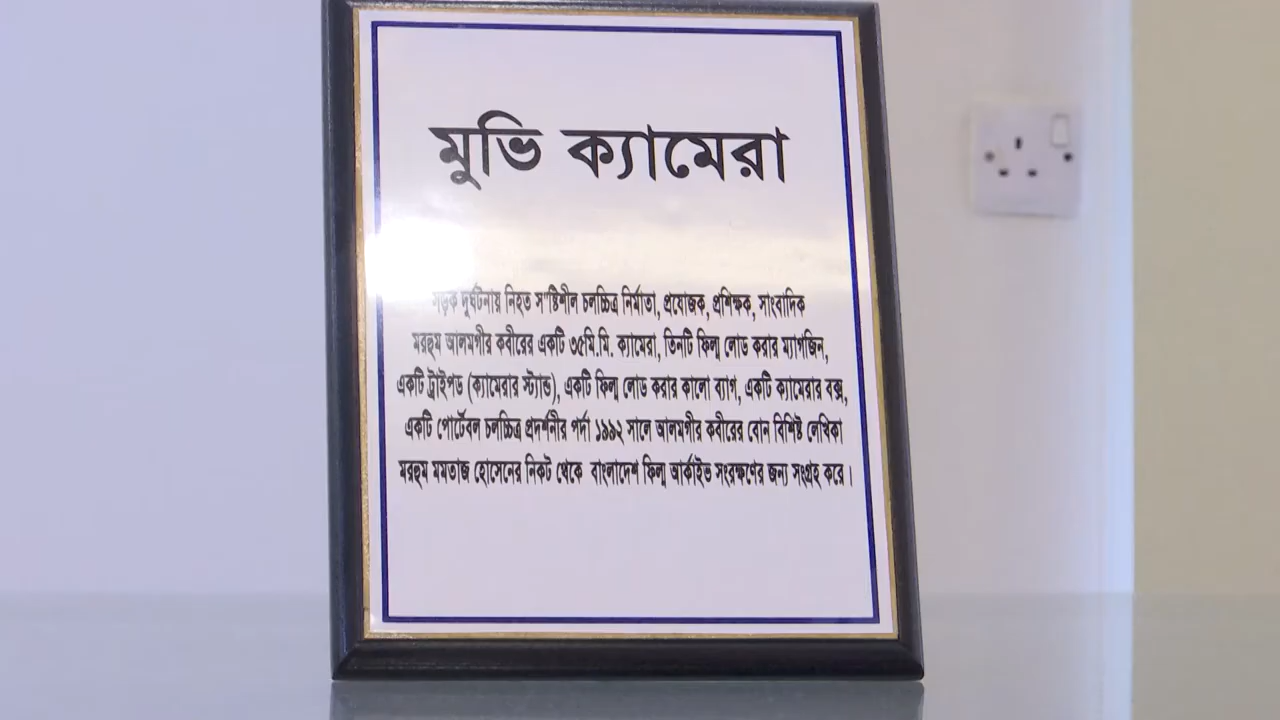 মুভি ক্যামেরা
সড়ক দুর্ঘটনায় নিহত সৃষ্টিশীল চলচ্চিত্র নির্মাতা, প্রযোজক, প্রশিক্ষক, সাংবাদিক
মরহুম আলমগীর কবীরের একটি ৩৫মি.মি. ক্যামেরা, তিনটি ফিল্ম লোড করার ম্যাগজিন,
একটি ট্রাইপড (ক্যামেরার স্ট্যান্ড), একটি ফিল্ম লোড করার কালো ব্যাগ, একটি ক্যামেরার বক্স,
একটি পোর্টেবল চলচ্চিত্র প্রদর্শনীর পর্দা ১৯৯২ সালে আলমগীর কবীরের বোন বিশিষ্ট লেখিকা
মরহুম মমতাজ হোসেনের নিকট থেকে বাংলাদেশ ফিল্ম আর্কাইভ সংরক্ষণের জন্য সংগ্রহ করে।